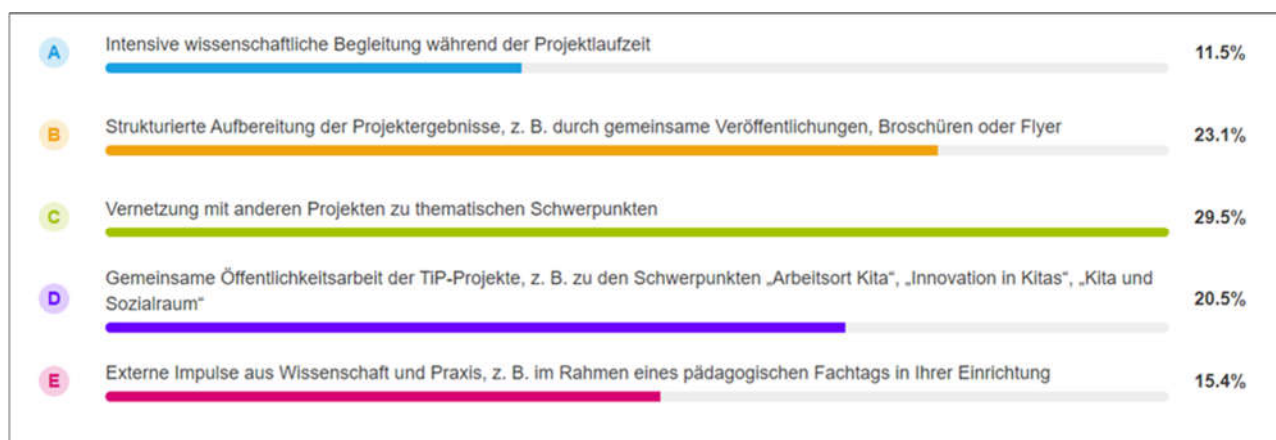 A
Intensive wissenschaftliche Begleitung während der Projektlaufzeit
11.5%
B
Strukturierte Aufbereitung der Projektergebnisse, z. B. durch gemeinsame Veröffentlichungen, Broschüren oder Flyer
23.1%
C
Vernetzung mit anderen Projekten zu thematischen Schwerpunkten
29.5%
D
Gemeinsame Öffentlichkeitsarbeit der TiP-Projekte, z. B. zu den Schwerpunkten „Arbeitsort Kita“, „Innovation in Kitas“, „Kita und
Sozialraum“
20.5%
E
Externe Impulse aus Wissenschaft und Praxis, z. B. im Rahmen eines pädagogischen Fachtags in Ihrer Einrichtung
15.4%